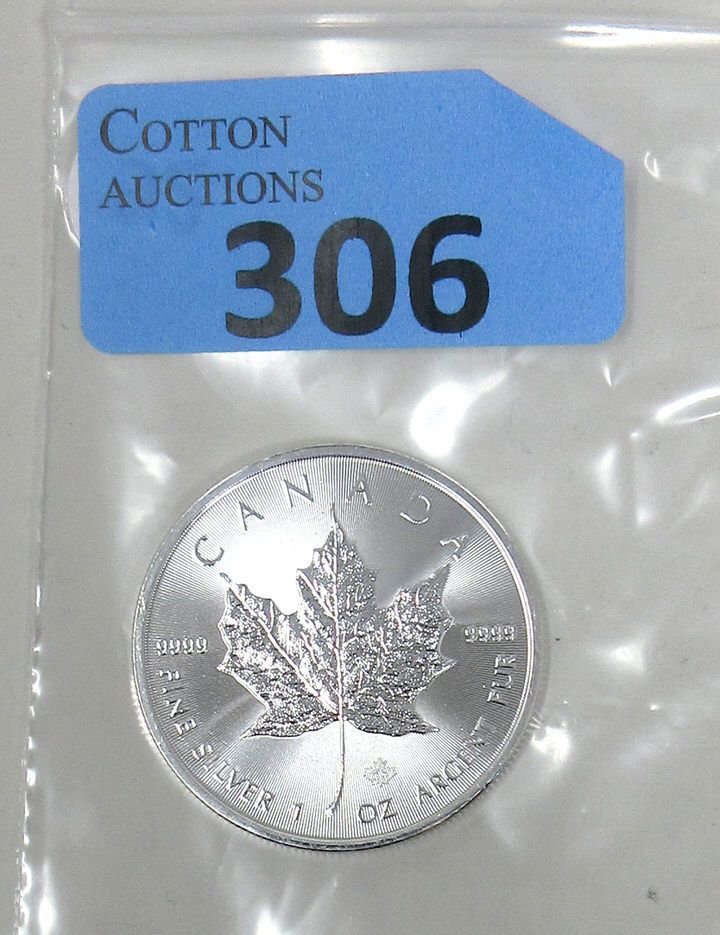 COTTON
AUCTIONS
306
CANADA
9999
9999
FINE SILVER 1 OZ ARGENT PUR